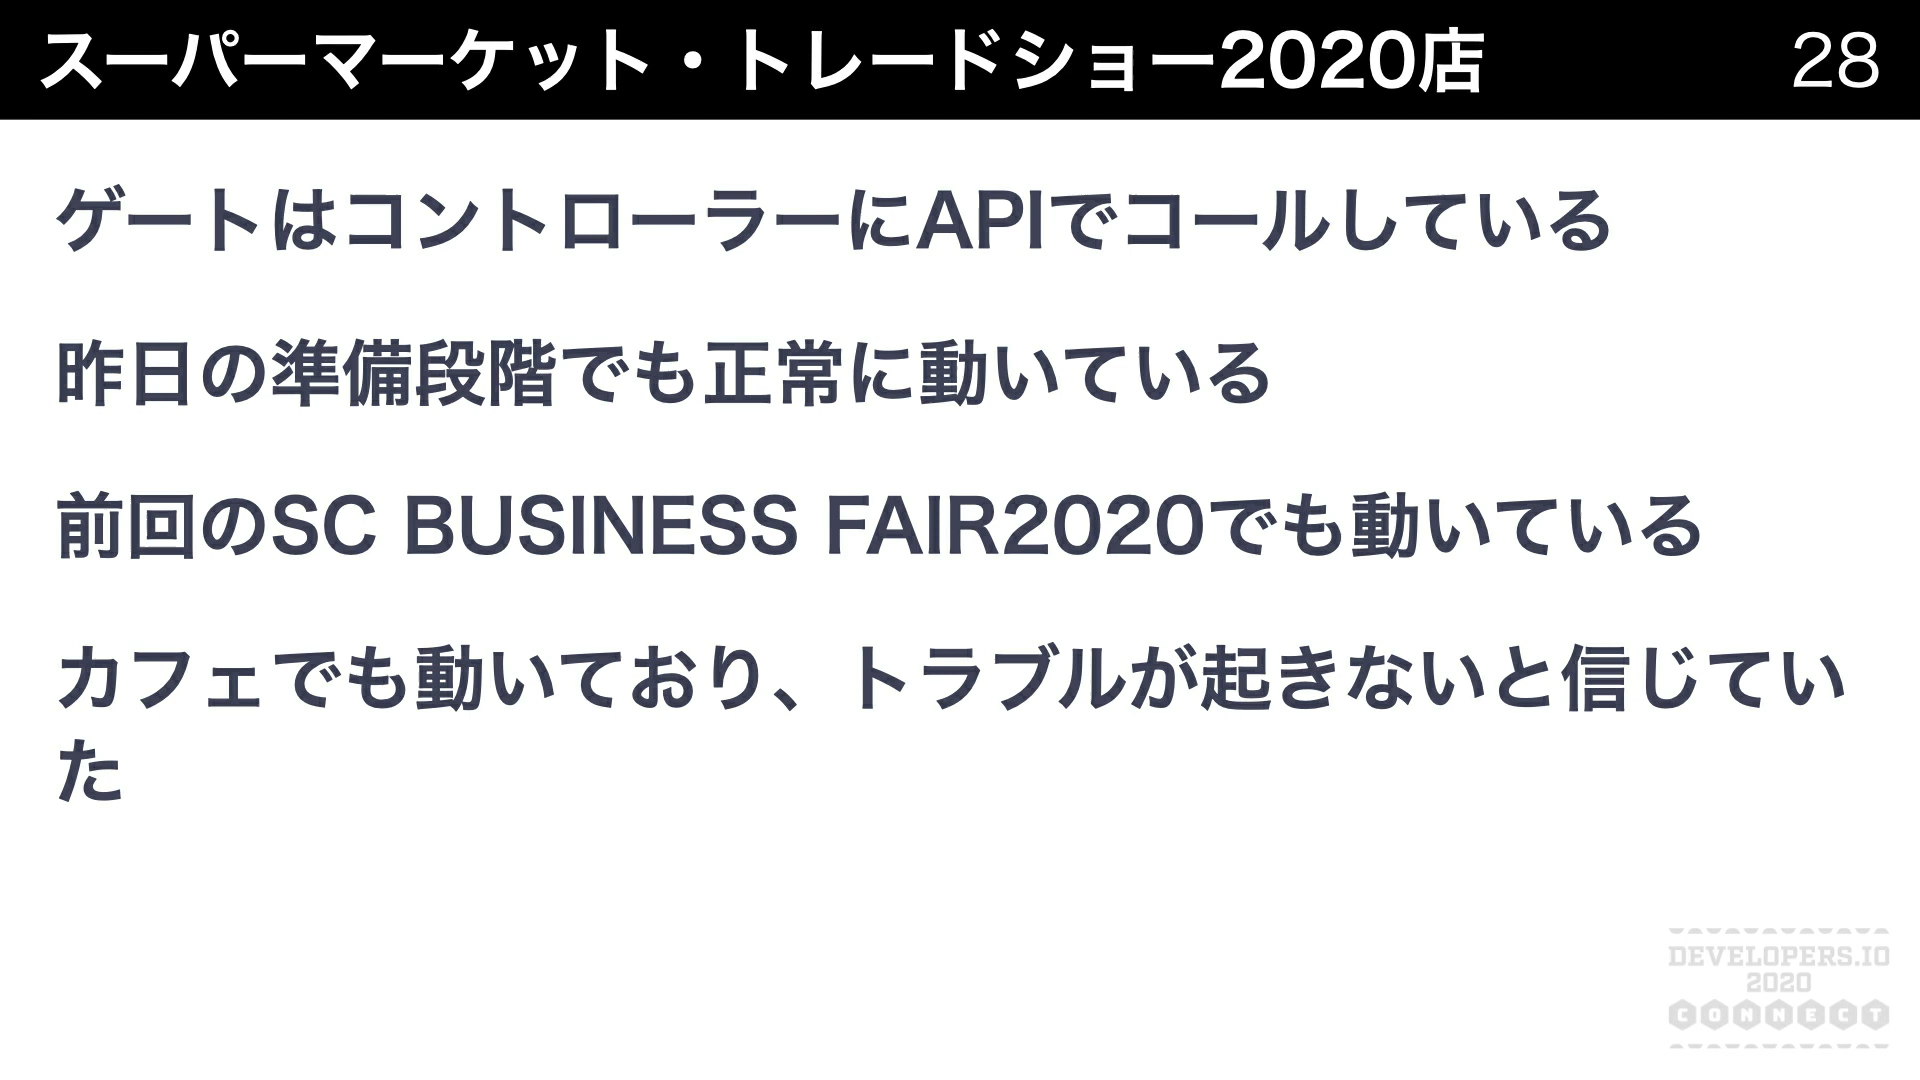 スーパーマーケット・トレードショー2020店
28
ゲートはコントローラーにAPIでコールしている
昨日の準備段階でも正常に動いている
前回のSC BUSINESS FAIR2020でも動いている
カフェでも動いており、トラブルが起きないと信じてい
た
DEVELOPERS.IO
2020
CONNECT